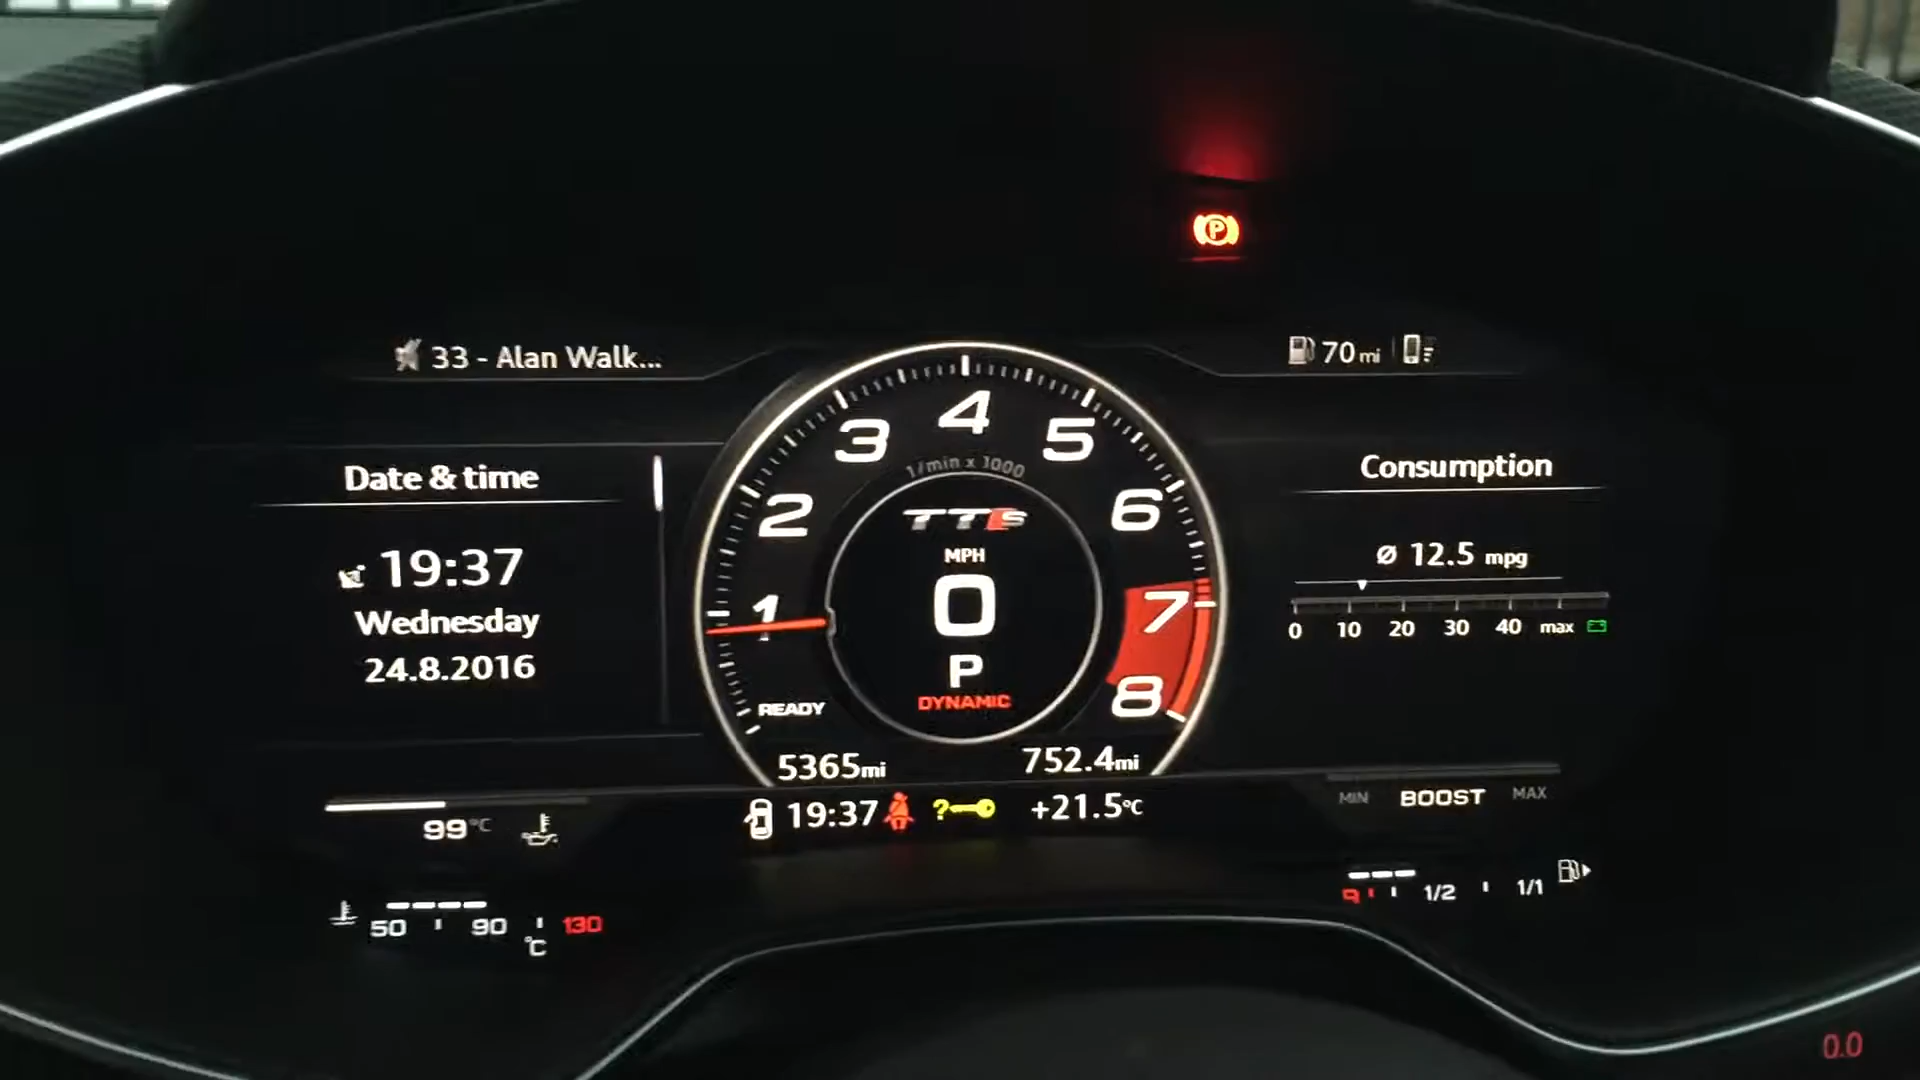 P
33 - Alan Walk...
70 mi
Date & time
19:37
Wednesday
24.8.2016
1 2 3 4 5 6 7 8
1/min x 1000
TTS
MPH
0
P
DYNAMIC
READY
5365mi
752.4mi
19:37 ? +21.5°C
Consumption
Ø 12.5 mpg
0 10 20 30 40 max
MIN BOOST MAX
99°C
50 90 °C 130
1/2 1/1
0.0